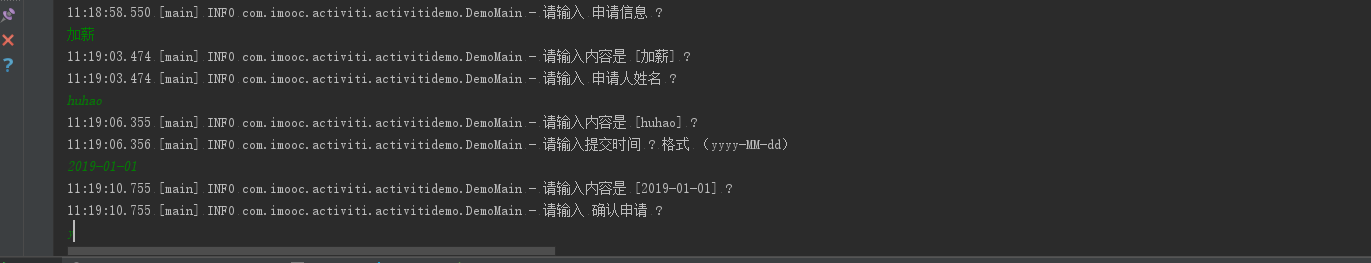 11:18:58.550 [main] INFO com.imooc.activiti.activitidemo.DemoMain - 请输入 申请信息 ?
加薪
11:19:03.474 [main] INFO com.imooc.activiti.activitidemo.DemoMain - 请输入内容是 [加薪] ?
11:19:03.474 [main] INFO com.imooc.activiti.activitidemo.DemoMain - 请输入 申请人姓名 ?
huhao
11:19:06.355 [main] INFO com.imooc.activiti.activitidemo.DemoMain - 请输入内容是 [huhao] ?
11:19:06.356 [main] INFO com.imooc.activiti.activitidemo.DemoMain - 请输入提交时间 ? 格式 （yyyy-MM-dd）
2019-01-01
11:19:10.755 [main] INFO com.imooc.activiti.activitidemo.DemoMain - 请输入内容是 [2019-01-01] ?
11:19:10.755 [main] INFO com.imooc.activiti.activitidemo.DemoMain - 请输入 确认申请 ?